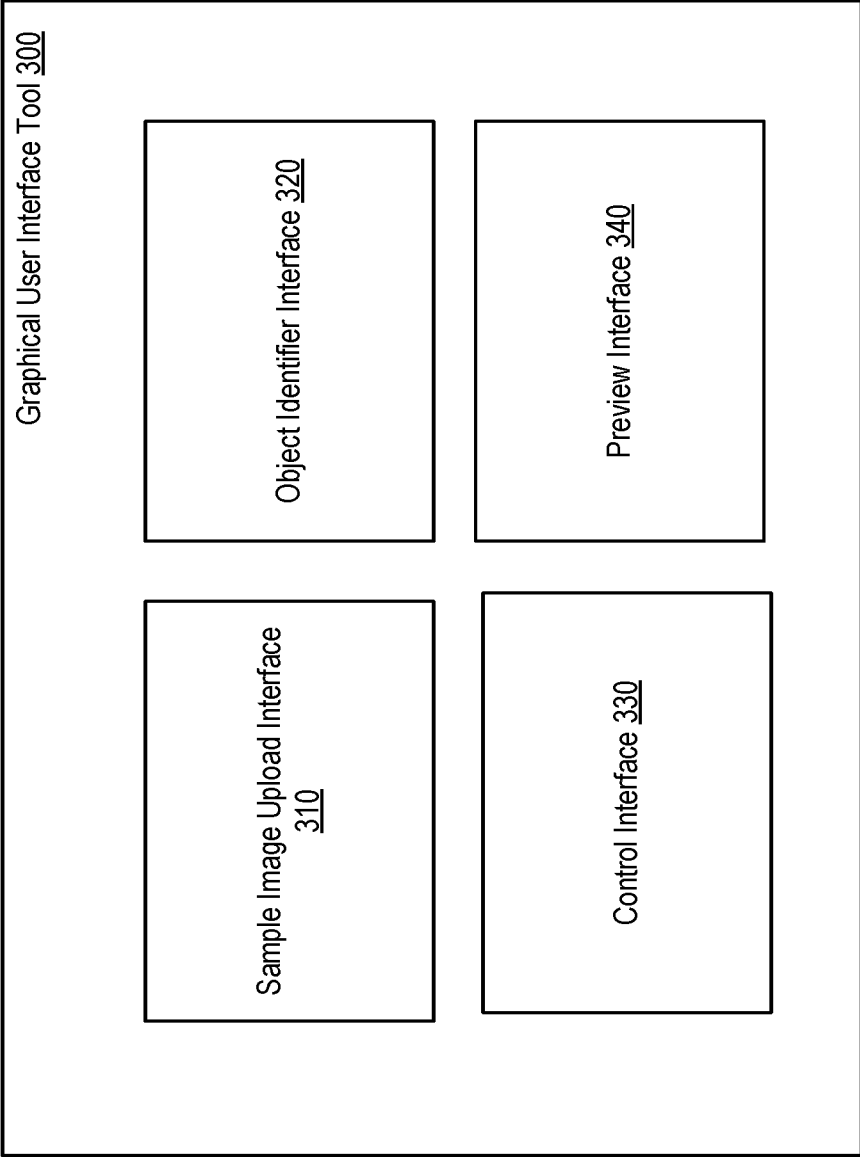 Graphical User Interface Tool 300
Sample Image Upload Interface
310
Object Identifier Interface 320
Control Interface 330
Preview Interface 340